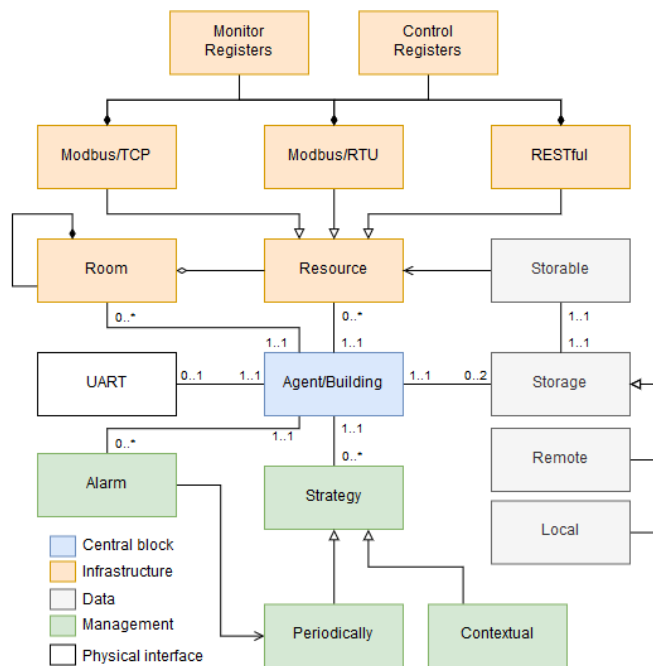 Monitor
Registers
Control
Registers
Modbus/TCP
Modbus/RTU
RESTful
Room
Resource
Storable
0..*
0..*
1..1
1..1
1..1
1..1
UART
0..1
1..1
Agent/Building
1..1
0..2
Storage
0..*
1..1
1..1
0..*
Alarm
Strategy
Remote
Local
Central block
Infrastructure
Data
Management
Physical interface
Periodically
Contextual